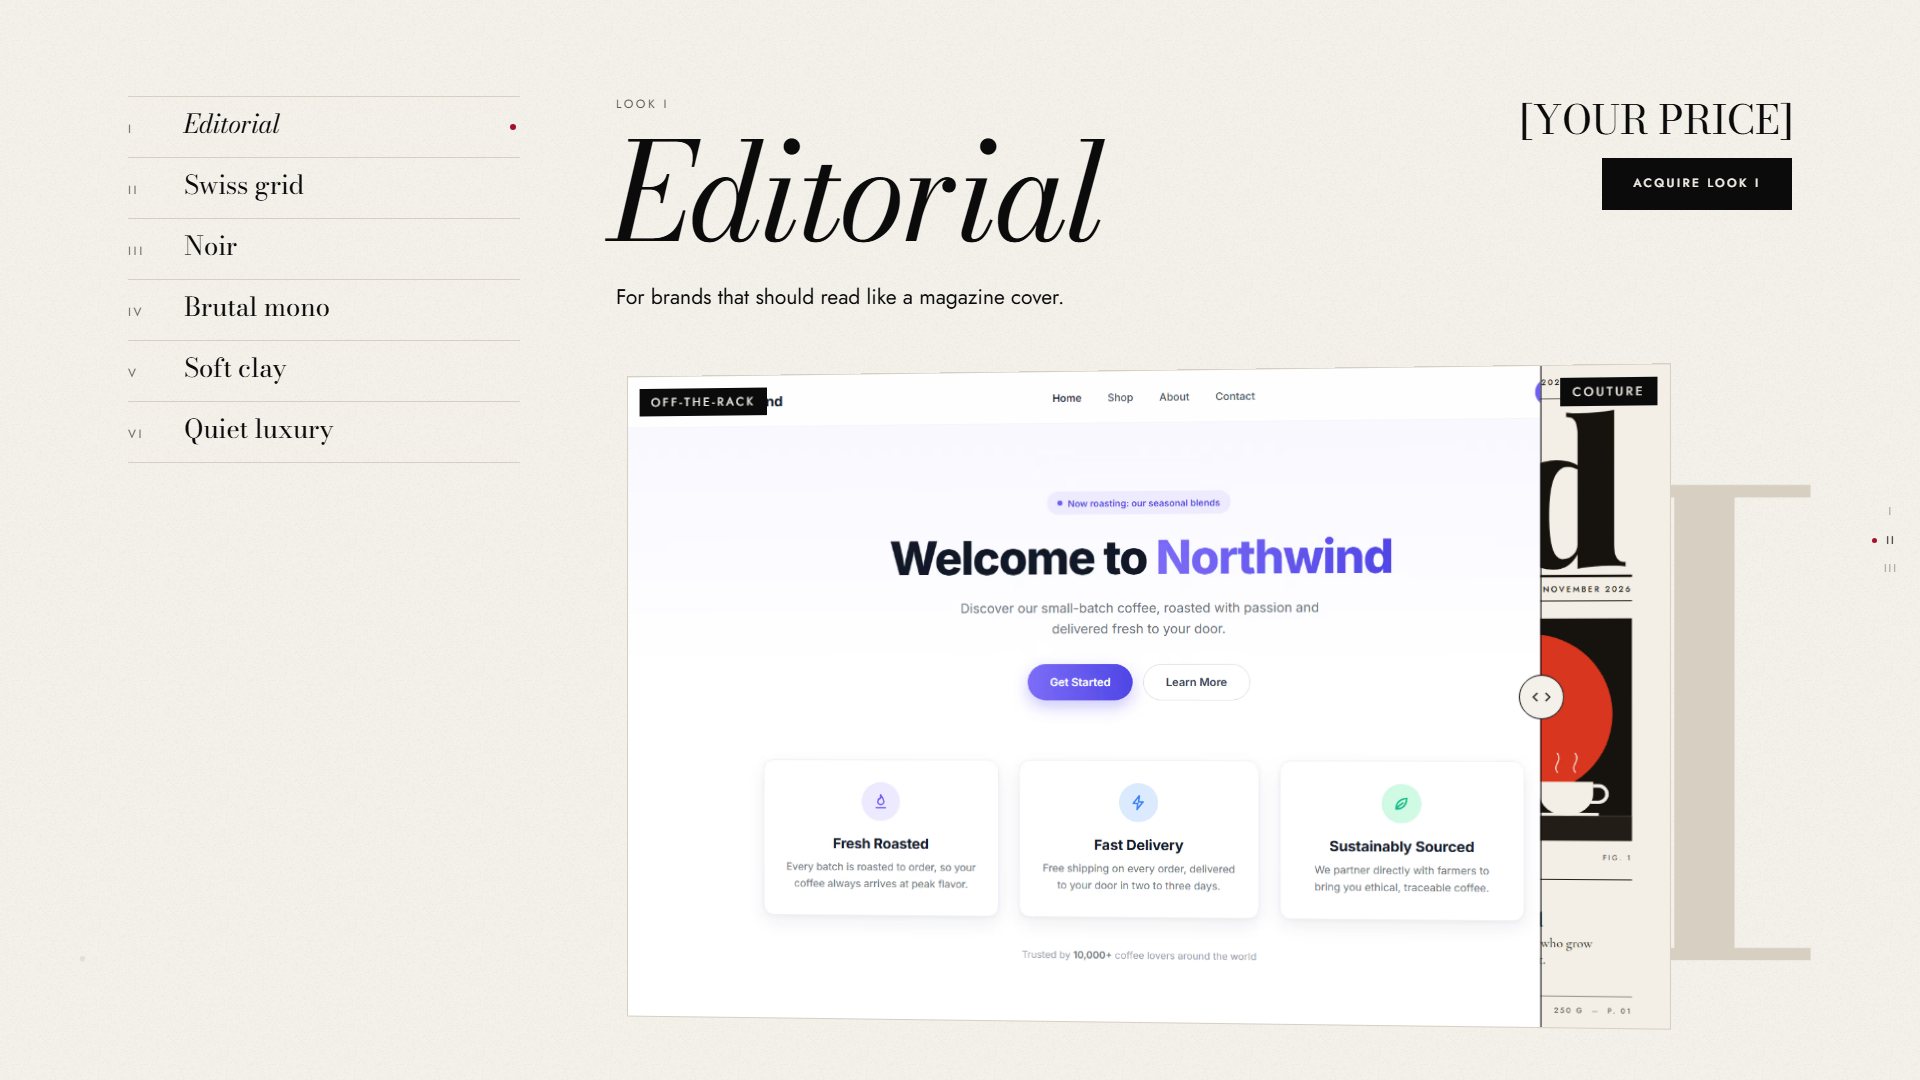 I Editorial
II Swiss grid
III Noir
IV Brutal mono
V Soft clay
VI Quiet luxury
LOOK I
Editorial
For brands that should read like a magazine cover.
[YOUR PRICE]
ACQUIRE LOOK I
OFF-THE-RACK nd
Home Shop About Contact
202
COUTURE
Now roasting: our seasonal blends
Welcome to Northwind
Discover our small-batch coffee, roasted with passion and
delivered fresh to your door.
Get Started Learn More
Fresh Roasted
Every batch is roasted to order, so your
coffee always arrives at peak flavor.
Fast Delivery
Free shipping on every order, delivered
to your door in two to three days.
Sustainably Sourced
We partner directly with farmers to
bring you ethical, traceable coffee.
Trusted by 10,000+ coffee lovers around the world
d
NOVEMBER 2026
FIG. 1
who grow
250 G — P. 01
I
I
II
III